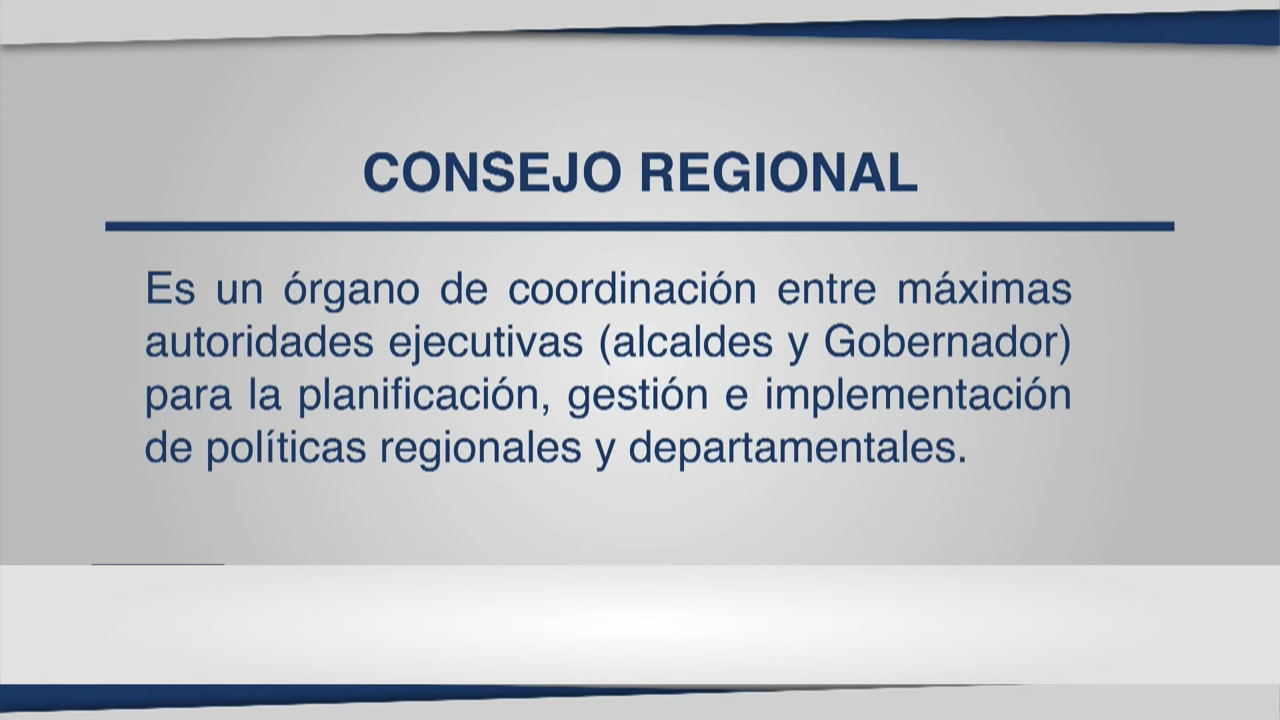 CONSEJO REGIONAL
Es un órgano de coordinación entre máximas
autoridades ejecutivas (alcaldes y Gobernador)
para la planificación, gestión e implementación
de políticas regionales y departamentales.